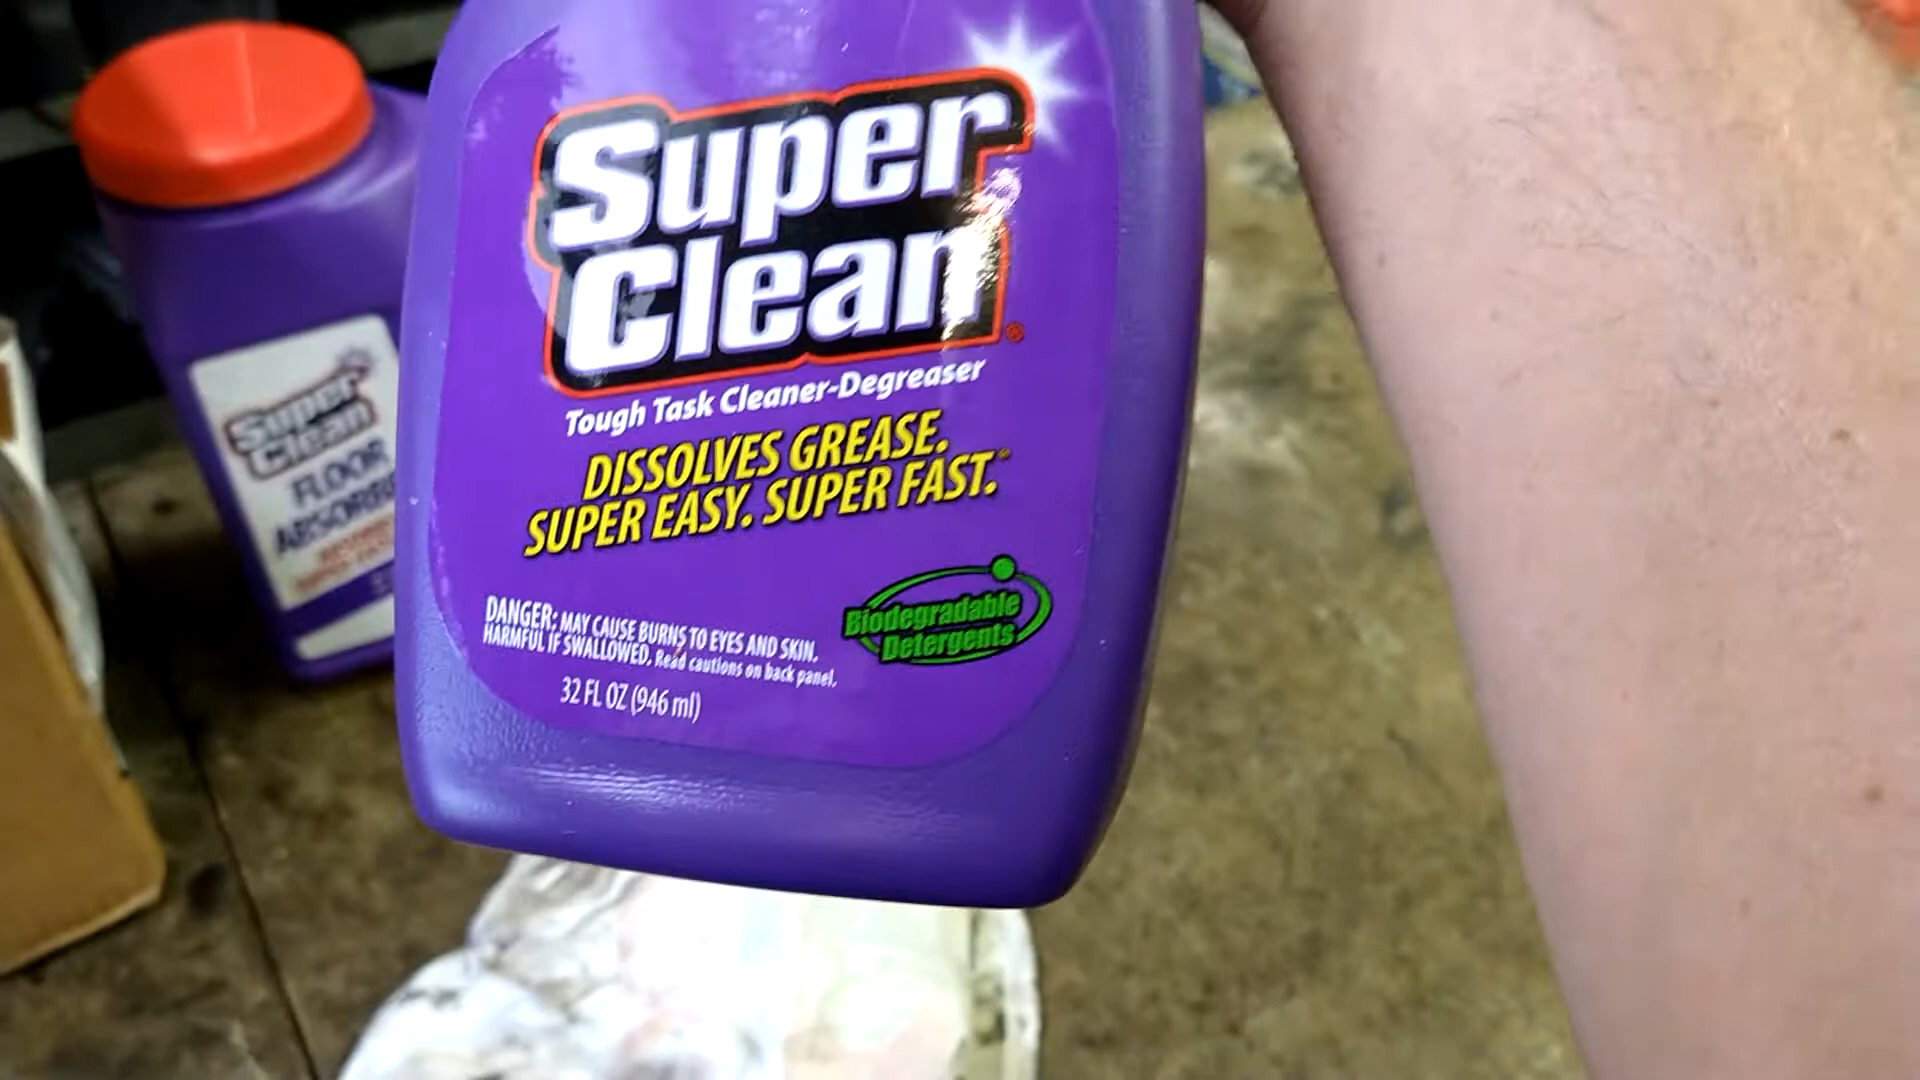 Super
Clean®
Tough Task Cleaner-Degreaser
DISSOLVES GREASE.
SUPER EASY. SUPER FAST.
DANGER: MAY CAUSE BURNS TO EYES AND SKIN.
HARMFUL IF SWALLOWED. Read cautions on back panel.
32 FL OZ (946 ml)
Biodegradable
Detergents
Super
Clean
FLOOR